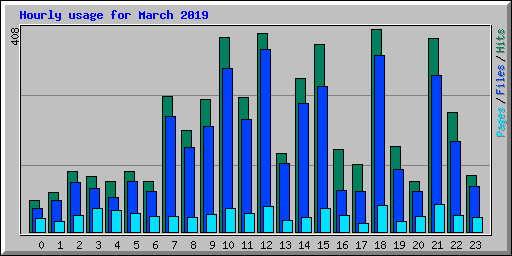 Hourly usage for March 2019
408
Pages/Files/Hits
0 1 2 3 4 5 6 7 8 9 10 11 12 13 14 15 16 17 18 19 20 21 22 23